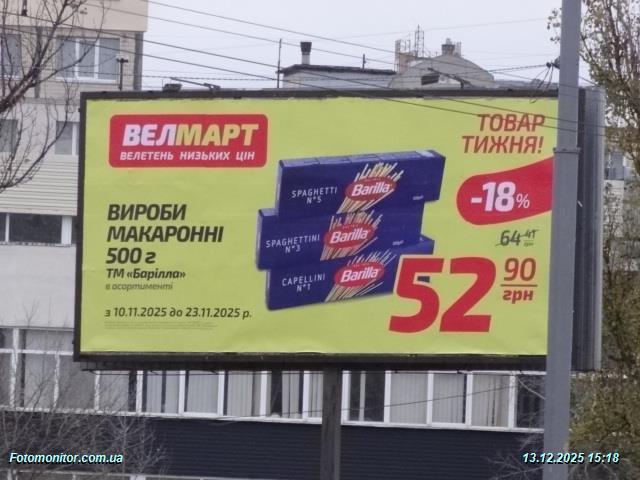 ВЕЛМАРТ
ВЕЛЕТЕНЬ НИЗЬКИХ ЦІН
ТОВАР
ТИЖНЯ!
-18%
ВИРОБИ
МАКАРОННІ
500 г
ТМ «Барілла»
в асортименті
з 10.11.2025 до 23.11.2025 р.
SPAGHETTI
N°5
Barilla
SPAGHETTINI
N°3
Barilla
CAPELLINI
N°1
Barilla
64
грн
52 90
грн
Fotomonitor.com.ua
13.12.2025 15:18